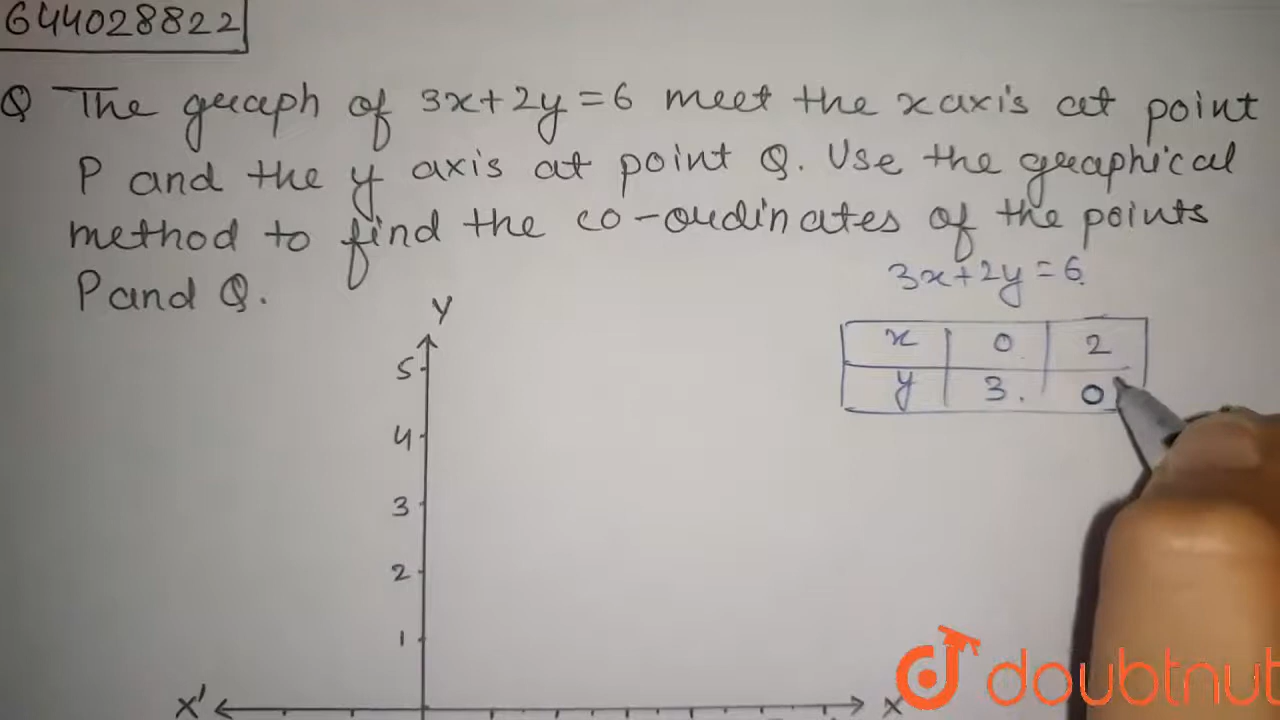 644028822
Q The graph of 3x+2y=6 meet the x axis at point
P and the y axis at point Q. Use the graphical
method to find the co-ordinates of the points
P and Q.
3x+2y=6
x 0 2
y 3 0
Y
5
4
3
2
1
X' X
doubtnut